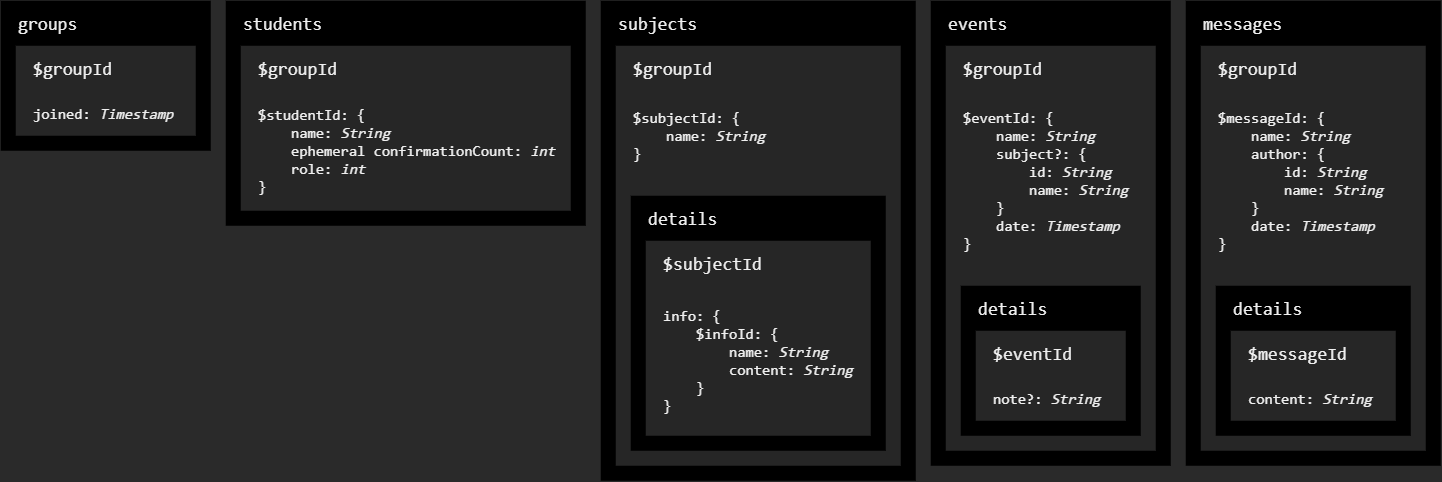 groups
$groupId
joined: Timestamp
students
$groupId
$studentId: {
name: String
ephemeral confirmationCount: int
role: int
}
subjects
$groupId
$subjectId: {
name: String
}
details
$subjectId
info: {
$infoId: {
name: String
content: String
}
}
events
$groupId
$eventId: {
name: String
subject?: {
id: String
name: String
}
date: Timestamp
}
details
$eventId
note?: String
messages
$groupId
$messageId: {
name: String
author: {
id: String
name: String
}
date: Timestamp
}
details
$messageId
content: String